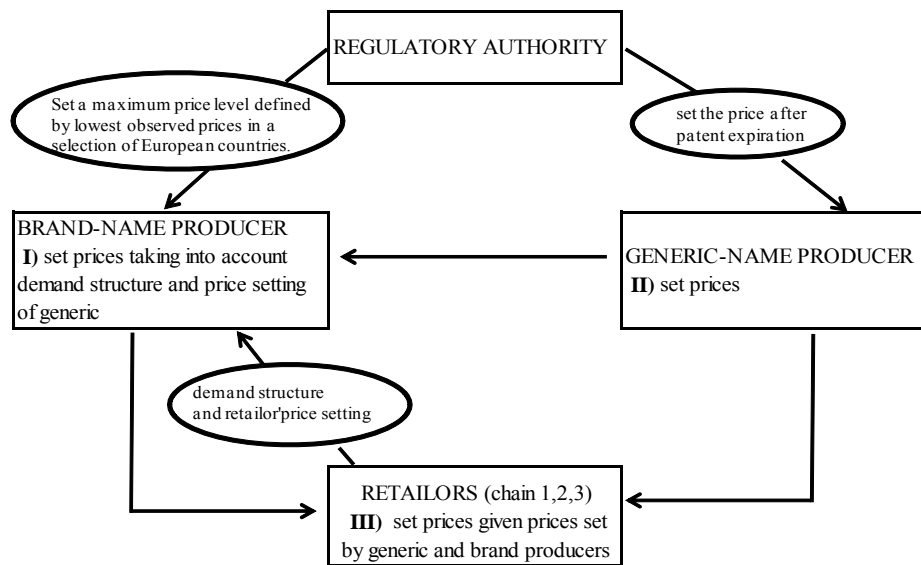 REGULATORY AUTHORITY
Set a maximum price level defined
by lowest observed prices in a
selection of European countries.
set the price after
patent expiration
BRAND-NAME PRODUCER
I) set prices taking into account
demand structure and price setting
of generic
GENERIC-NAME PRODUCER
II) set prices
demand structure
and retailor'price setting
RETAILORS (chain 1,2,3)
III) set prices given prices set
by generic and brand producers